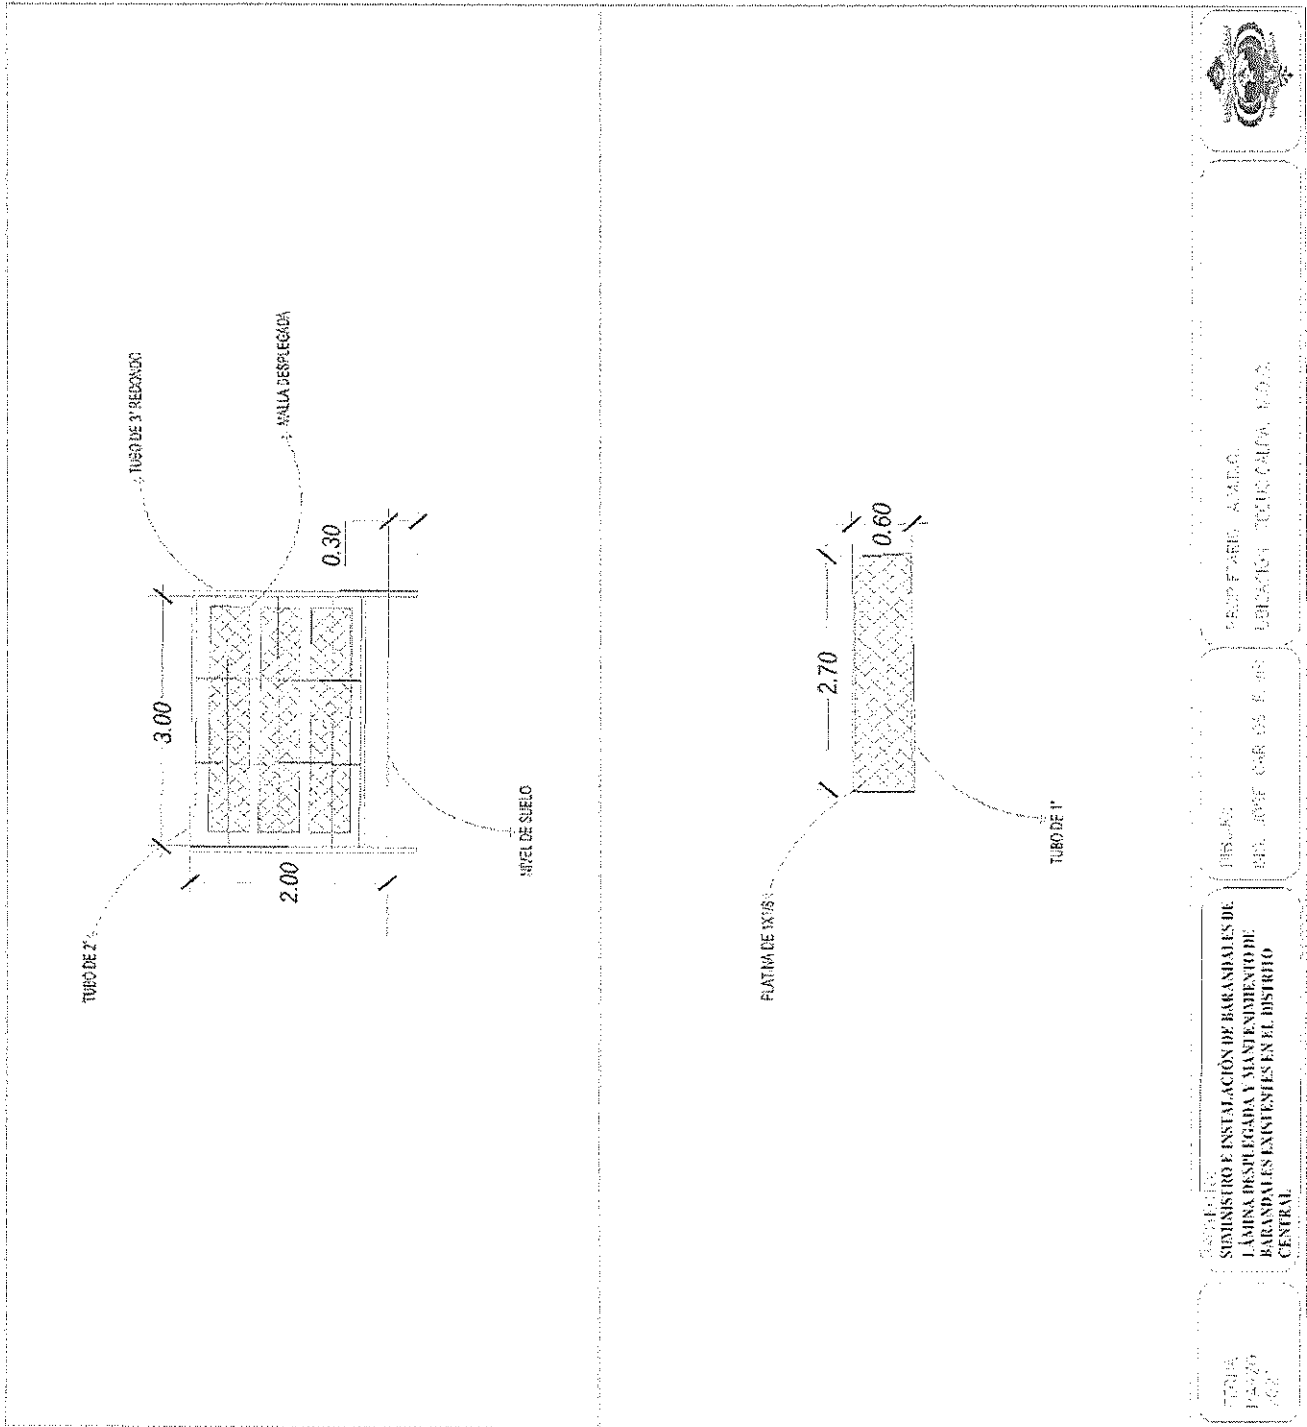 TUBO DE 2"
3.00
TUBO DE 3" REDONDO
MALLA DESPLEGADA
2.00
0.30
NIVEL DE SUELO
PLATINA DE 1X1/8
2.70
0.60
TUBO DE 1"
SUMINISTRO E INSTALACIÓN DE BARANDALES DE
LÁMINA DESPLEGADA Y MANTENIMIENTO DE
BARANDALES EXISTENTES EN EL DISTRITO
CENTRAL